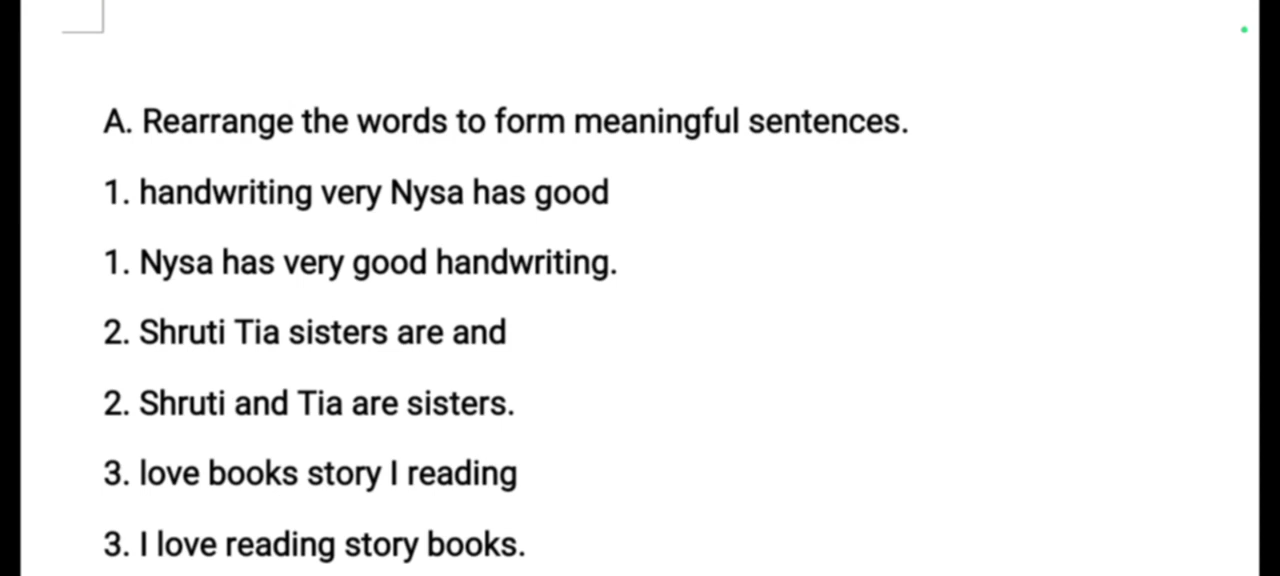 A. Rearrange the words to form meaningful sentences.
1. handwriting very Nysa has good
1. Nysa has very good handwriting.
2. Shruti Tia sisters are and
2. Shruti and Tia are sisters.
3. love books story I reading
3. I love reading story books.